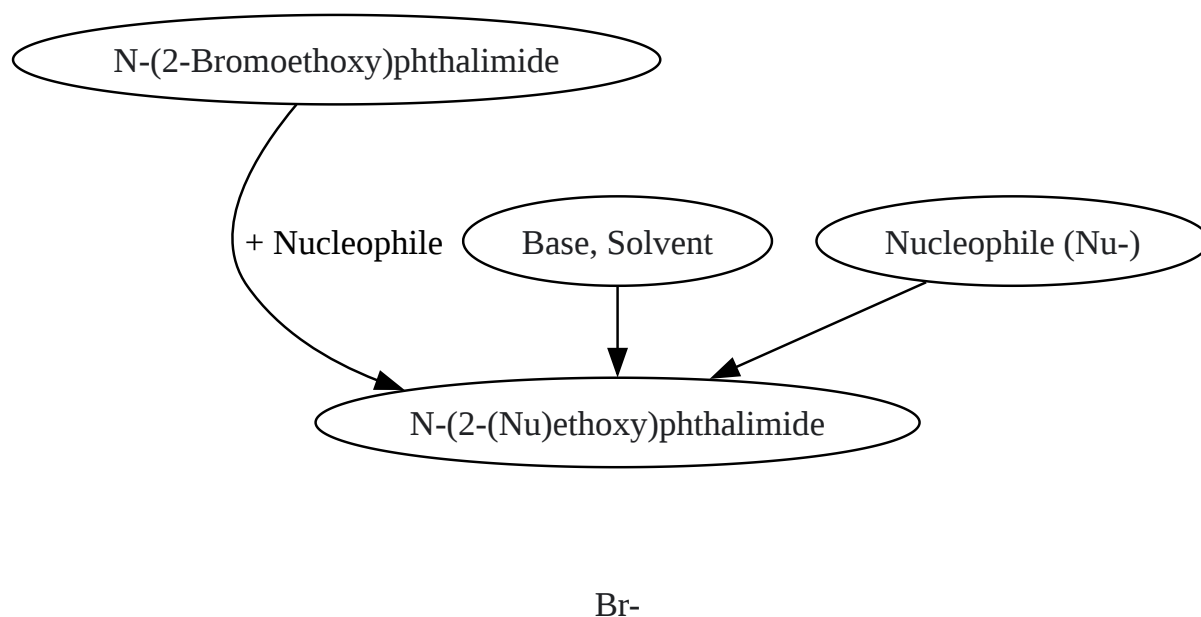 N-(2-Bromoethoxy)phthalimide
+ Nucleophile
Base, Solvent
Nucleophile (Nu-)
N-(2-(Nu)ethoxy)phthalimide
Br-